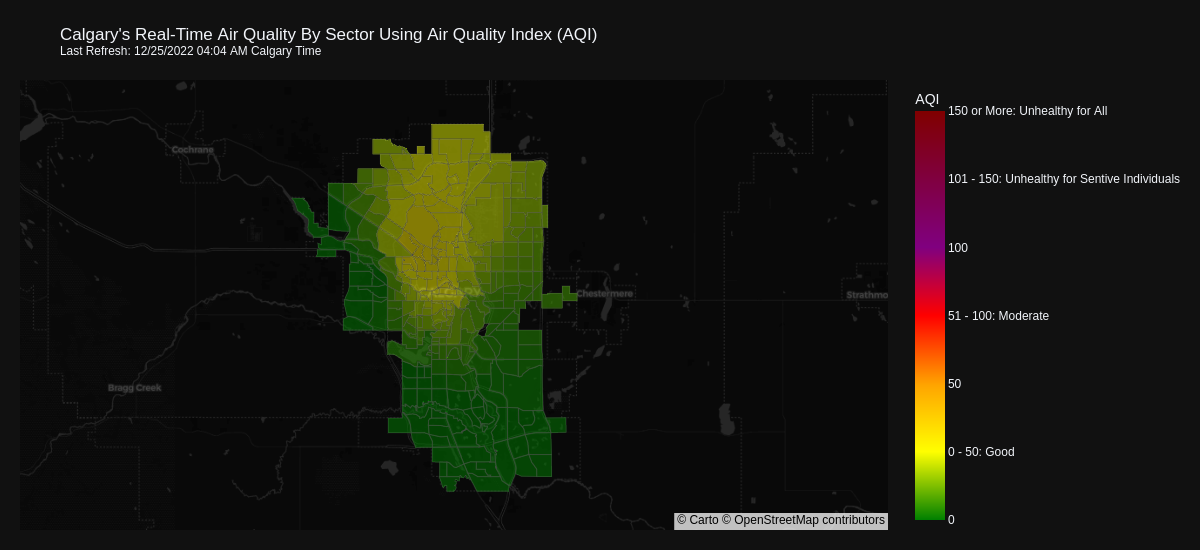 Calgary's Real-Time Air Quality By Sector Using Air Quality Index (AQI)
Last Refresh: 12/25/2022 04:04 AM Calgary Time
AQI
150 or More: Unhealthy for All
Cochrane
101 - 150: Unhealthy for Sentive Individuals
100
CALGARY
Chestermere
Strathmo
51 - 100: Moderate
50
Bragg Creek
0 - 50: Good
0
© Carto © OpenStreetMap contributors